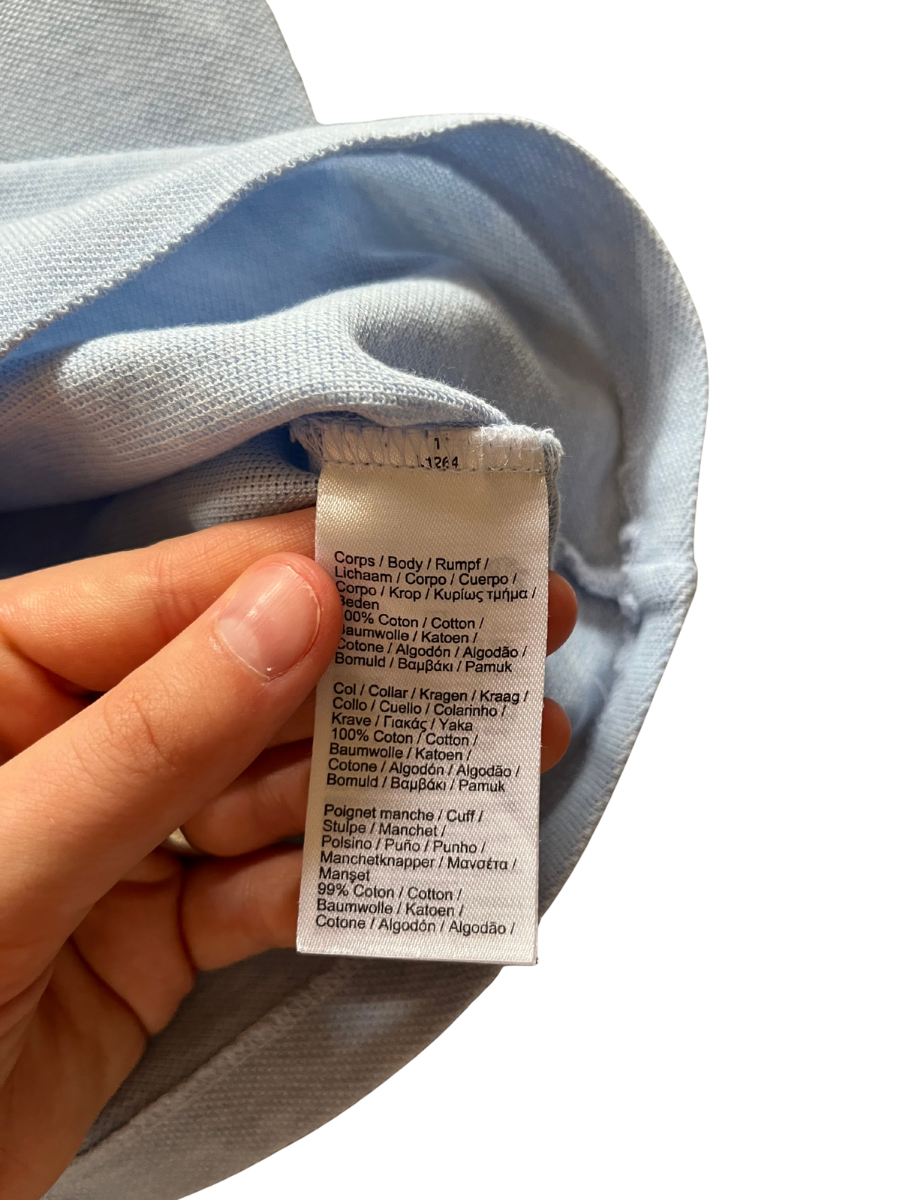 1
1264
Corps / Body / Rumpf /
Lichaam / Corpo / Cuerpo /
Corpo / Krop / Κυρίως τμήμα /
Beden
100% Coton / Cotton /
Baumwolle / Katoen /
Cotone / Algodón / Algodão /
Bomuld / Βαμβάκι / Pamuk
Col / Collar / Kragen / Kraag /
Collo / Cuello / Colarinho /
Krave / Γιακάς / Yaka
100% Coton / Cotton /
Baumwolle / Katoen /
Cotone / Algodón / Algodão /
Bomuld / Βαμβάκι / Pamuk
Poignet manche / Cuff /
Stulpe / Manchet /
Polsino / Puño / Punho /
Manchetknapper / Μανσέτα /
Manşet
99% Coton / Cotton /
Baumwolle / Katoen /
Cotone / Algodón / Algodão /